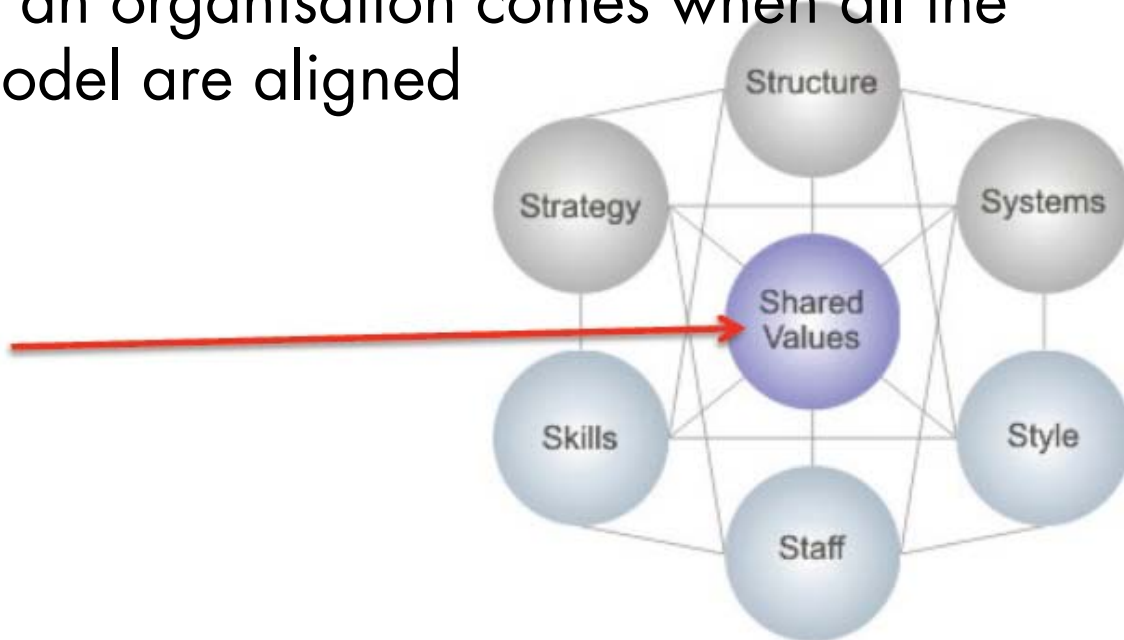 an organisation comes when all the
odel are aligned
Structure
Strategy
Systems
Shared
Values
Skills
Style
Staff